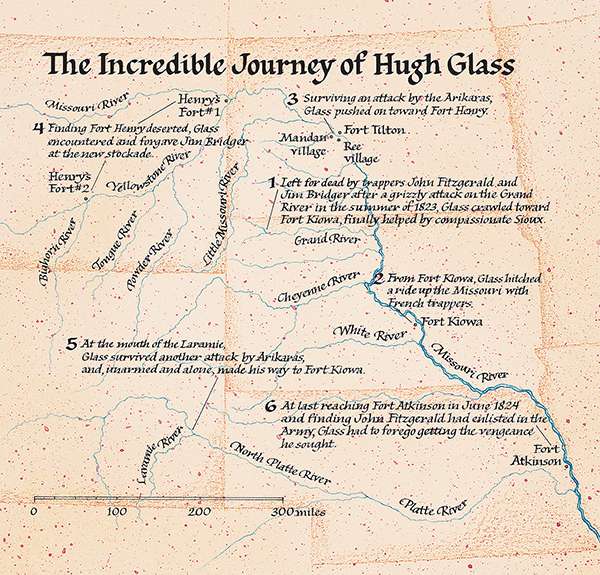 The Incredible Journey of Hugh Glass
Missouri River
Henry's
Fort #1
3 Surviving an attack by the Arikaras,
Glass pushed on toward Fort Henry.
4 Finding Fort Henry deserted, Glass
encountered and forgave Jim Bridger
at the new stockade.
Mandan
village
Fort Tilton
Ree
village
Henry's
Fort #2
Yellowstone River
Little Missouri River
1 Left for dead by trappers John Fitzgerald and
Jim Bridger after a grizzly attack on the Grand
River in the summer of 1823, Glass crawled toward
Fort Kiowa, finally helped by compassionate Sioux.
Bighorn River
Tongue River
Powder River
Grand River
Cheyenne River
2 From Fort Kiowa, Glass hitched
a ride up the Missouri with
French trappers.
Fort Kiowa
White River
Missouri River
5 At the mouth of the Laramie,
Glass survived another attack by Arikaras,
and, unarmed and alone, made his way to Fort Kiowa.
6 At last reaching Fort Atkinson in June 1824
and finding John Fitzgerald had enlisted in the
Army, Glass had to forego getting the vengeance
he sought.
Laramie River
North Platte River
Fort
Atkinson
Platte River
0 100 200 300 miles